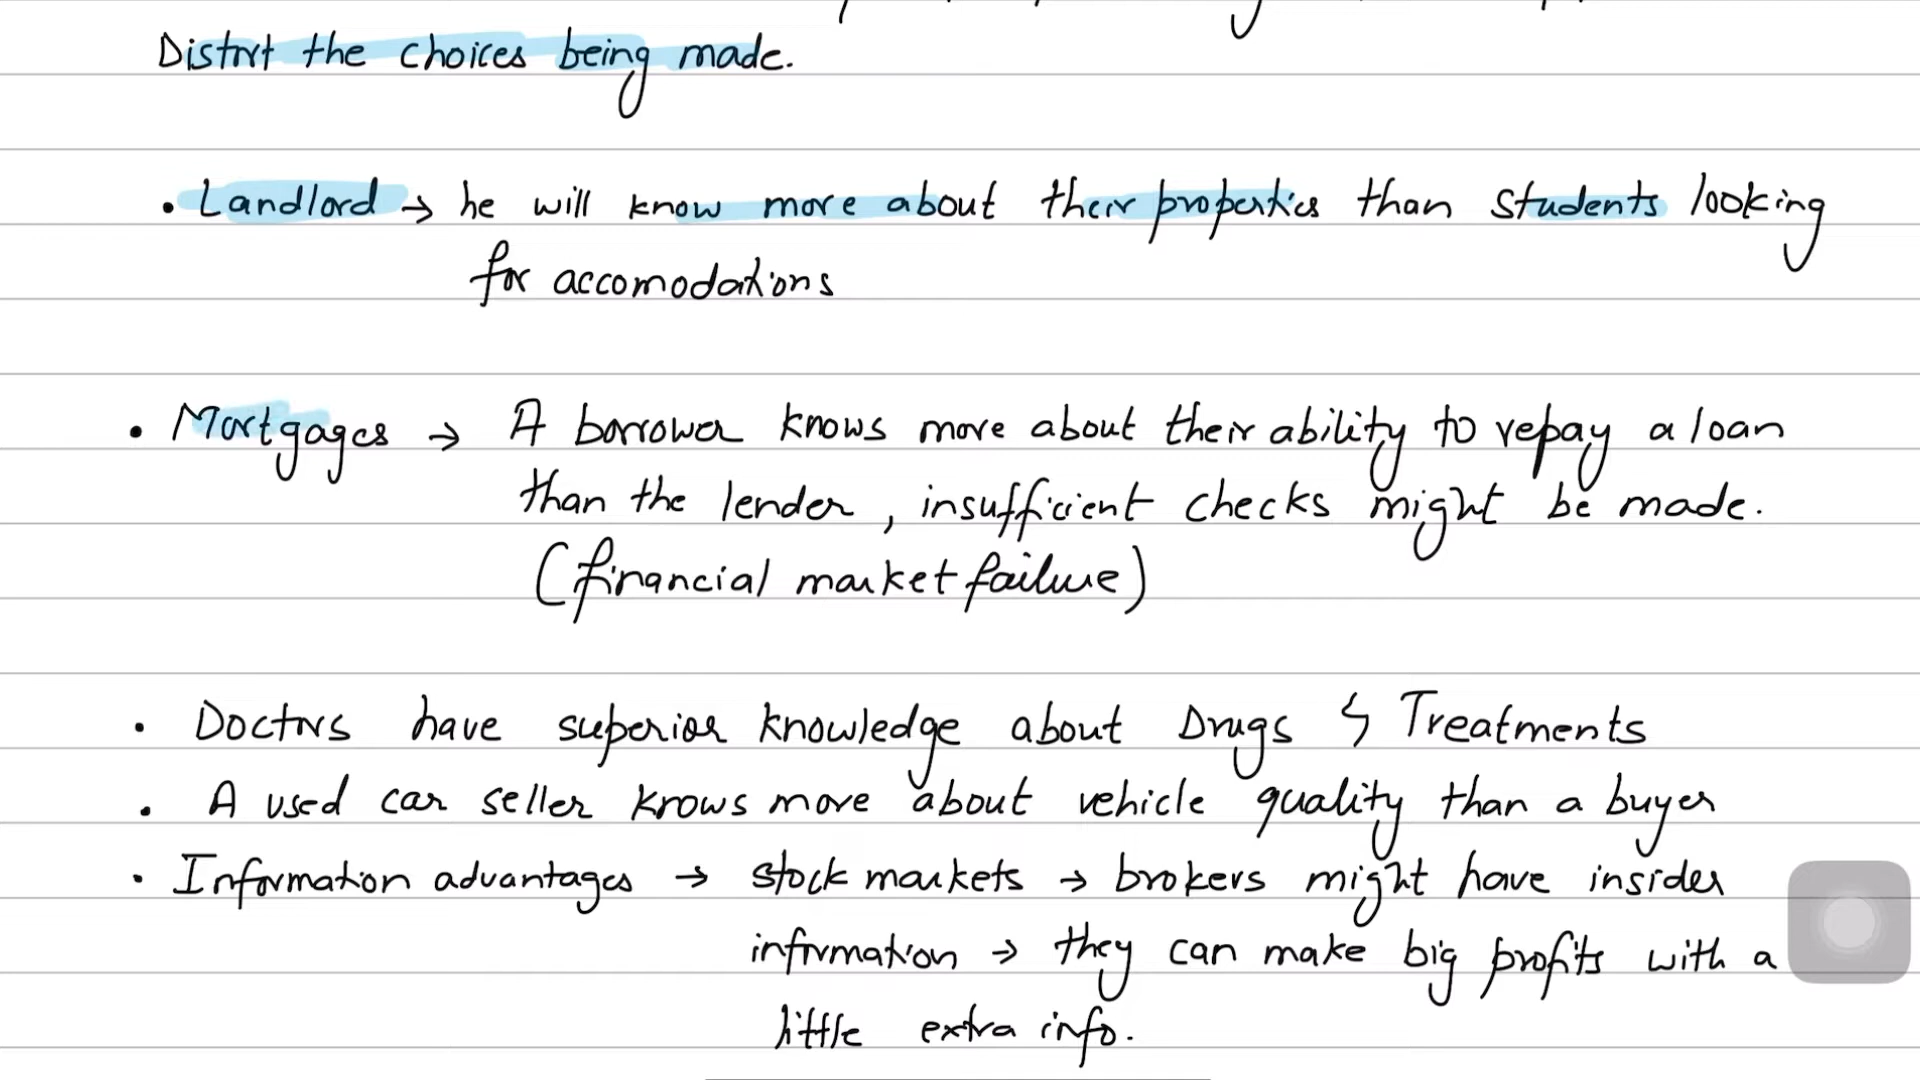 Distort the choices being made.
• Landlord → he will know more about their properties than students looking
for accomodations
• Mortgages → A borrower knows more about their ability to repay a loan
than the lender, insufficient checks might be made.
(financial market failure)
• Doctors have superior knowledge about Drugs & Treatments
• A used car seller knows more about vehicle quality than a buyer
• Information advantages → stock markets → brokers might have insider
information → they can make big profits with a
little extra info.